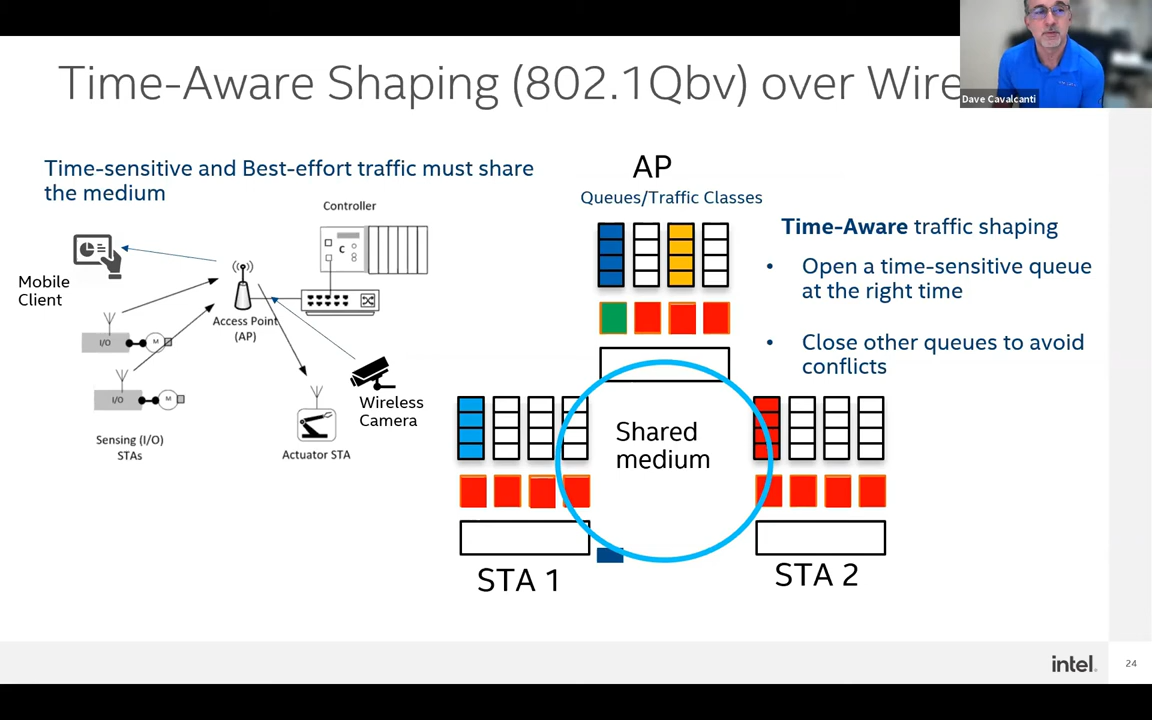 Time-Aware Shaping (802.1Qbv) over Wire
Dave Cavalcanti
Time-sensitive and Best-effort traffic must share
the medium
Controller
C
Mobile
Client
Access Point
(AP)
I/O
M
I/O
M
Wireless
Camera
Sensing (I/O)
STAs
Actuator STA
AP
Queues/Traffic Classes
Shared
medium
STA 1
STA 2
Time-Aware traffic shaping
• Open a time-sensitive queue
at the right time
• Close other queues to avoid
conflicts
intel.
24